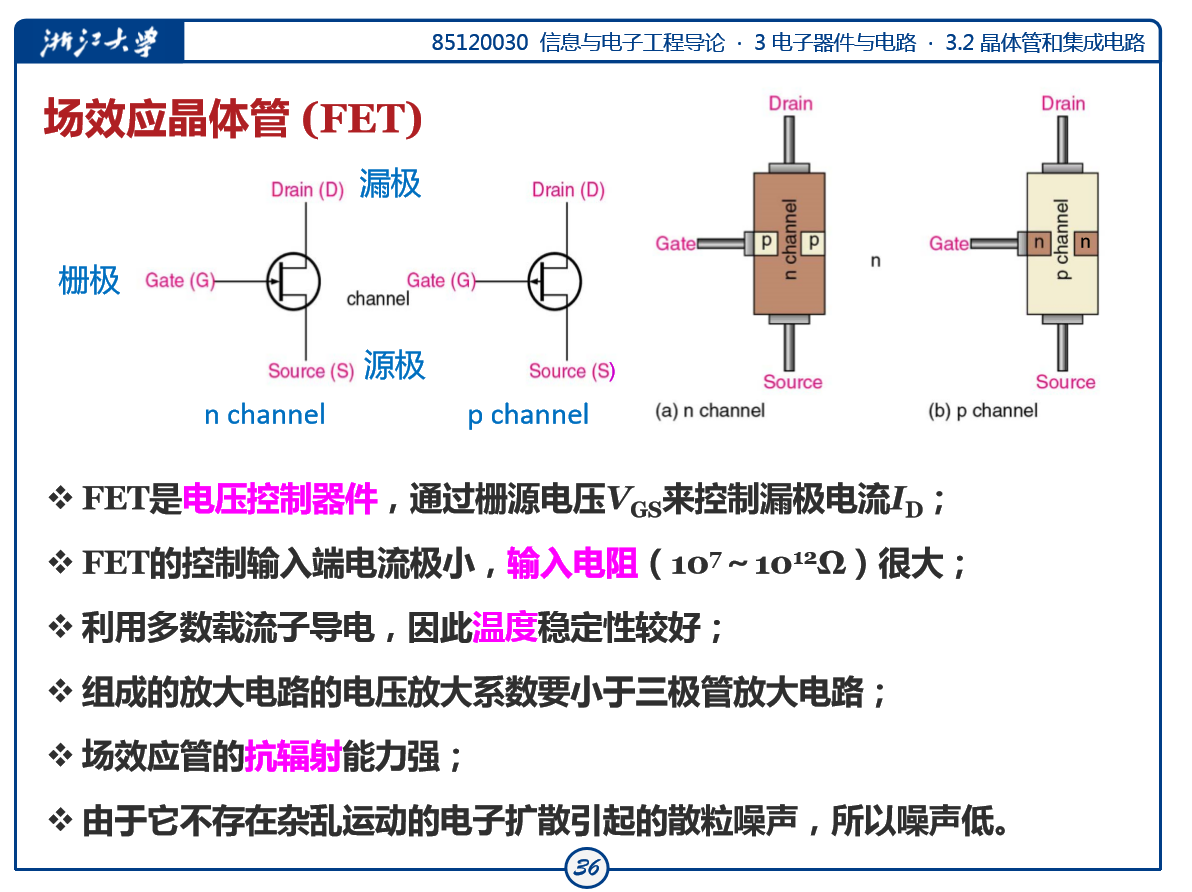 浙江大学
85120030 信息与电子工程导论 · 3 电子器件与电路 · 3.2 晶体管和集成电路
场效应晶体管 (FET)
Drain (D) 漏极
Drain (D)
栅极 Gate (G)
channel
Gate (G)
Source (S) 源极
Source (S)
n channel
p channel
Drain
Gate
p
n channel
p
Source
(a) n channel
n
Drain
Gate
n
p channel
n
Source
(b) p channel
❖ FET是电压控制器件，通过栅源电压VGS来控制漏极电流ID；
❖ FET的控制输入端电流极小，输入电阻（10⁷～10¹²Ω）很大；
❖ 利用多数载流子导电，因此温度稳定性较好；
❖ 组成的放大电路的电压放大系数要小于三极管放大电路；
❖ 场效应管的抗辐射能力强；
❖ 由于它不存在杂乱运动的电子扩散引起的散粒噪声，所以噪声低。
36